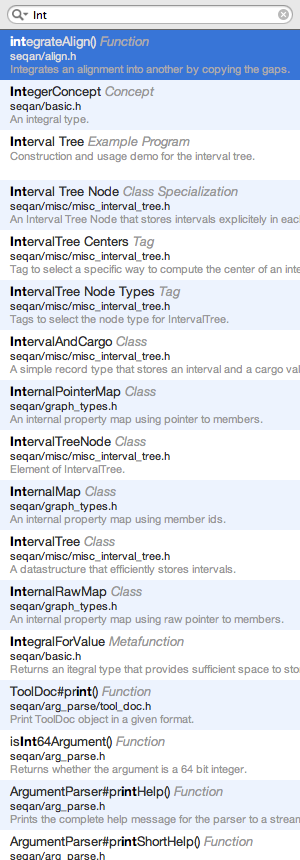 Int
integrateAlign() Function
seqan/align.h
Integrates an alignment into another by copying the gaps.
IntegerConcept Concept
seqan/basic.h
An integral type.
Interval Tree Example Program
Construction and usage demo for the interval tree.
Interval Tree Node Class Specialization
seqan/misc/misc_interval_tree.h
An Interval Tree Node that stores intervals explicitely in eac
IntervalTree Centers Tag
seqan/misc/misc_interval_tree.h
Tag to select a specific way to compute the center of an inte
IntervalTree Node Types Tag
seqan/misc/misc_interval_tree.h
Tags to select the node type for IntervalTree.
IntervalAndCargo Class
seqan/misc/misc_interval_tree.h
A simple record type that stores an interval and a cargo val
InternalPointerMap Class
seqan/graph_types.h
An internal property map using pointer to members.
IntervalTreeNode Class
seqan/misc/misc_interval_tree.h
Element of IntervalTree.
InternalMap Class
seqan/graph_types.h
An internal property map using member ids.
IntervalTree Class
seqan/misc/misc_interval_tree.h
A datastructure that efficiently stores intervals.
InternalRawMap Class
seqan/graph_types.h
An internal property map using raw pointer to members.
IntegralForValue Metafunction
seqan/basic.h
Returns an itegral type that provides sufficient space to sto
ToolDoc#print() Function
seqan/arg_parse/tool_doc.h
Print ToolDoc object in a given format.
isInt64Argument() Function
seqan/arg_parse.h
Returns whether the argument is a 64 bit integer.
ArgumentParser#printHelp() Function
seqan/arg_parse.h
Prints the complete help message for the parser to a stream
ArgumentParser#printShortHelp() Function
seqan/arg_parse.h